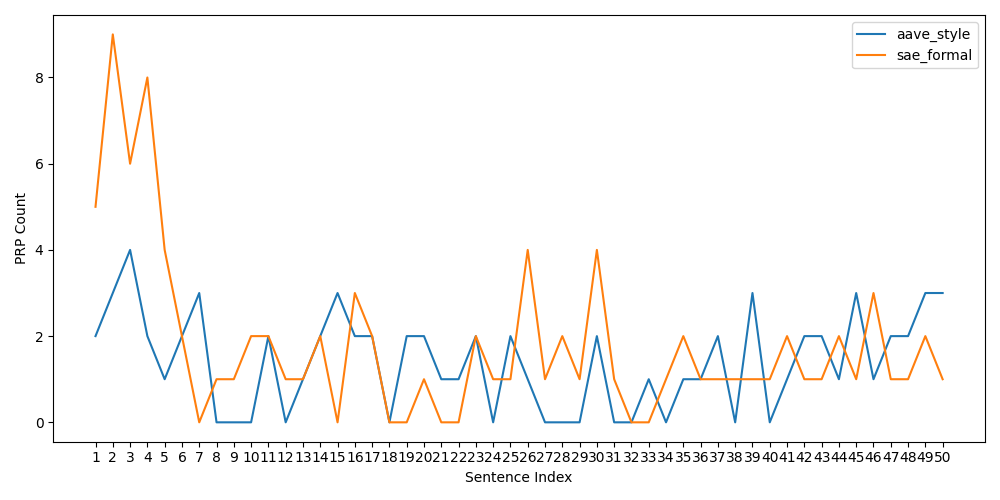 aave_style
sae_formal
8
6
4
2
0
PRP Count
1 2 3 4 5 6 7 8 9 10 11 12 13 14 15 16 17 18 19 20 21 22 23 24 25 26 27 28 29 30 31 32 33 34 35 36 37 38 39 40 41 42 43 44 45 46 47 48 49 50
Sentence Index